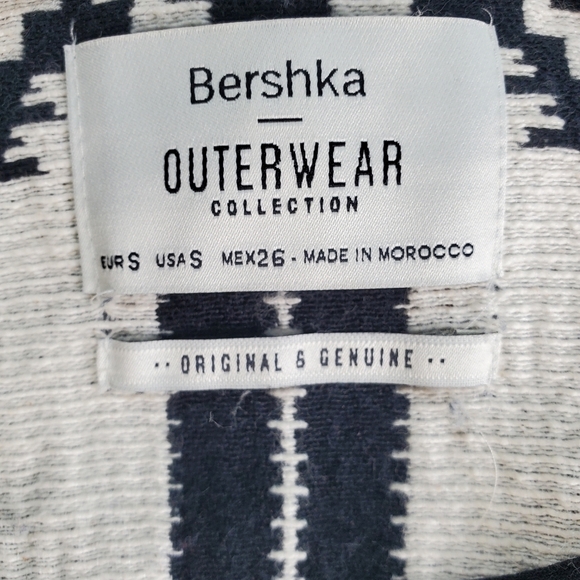 Bershka
OUTERWEAR
COLLECTION
EUR S USA S MEX 26 - MADE IN MOROCCO
·· ORIGINAL & GENUINE ··